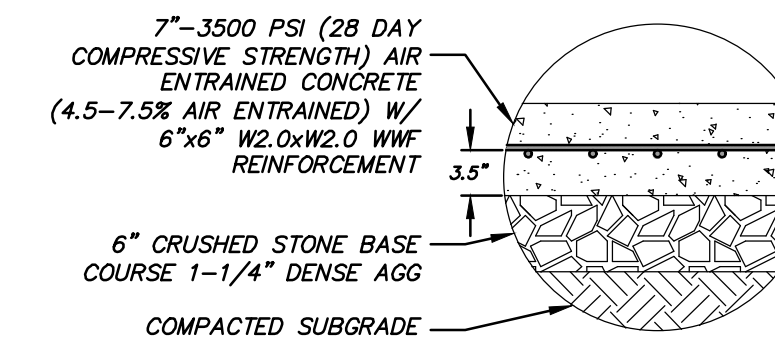 7"-3500 PSI (28 DAY
COMPRESSIVE STRENGTH) AIR
ENTRAINED CONCRETE
(4.5-7.5% AIR ENTRAINED) W/
6"x6" W2.0xW2.0 WWF
REINFORCEMENT
3.5"
6" CRUSHED STONE BASE
COURSE 1-1/4" DENSE AGG
COMPACTED SUBGRADE